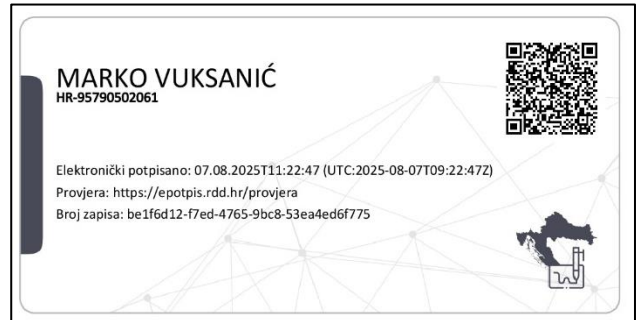 MARKO VUKSANIĆ
HR-95790502061
Elektronički potpisano: 07.08.2025T11:22:47 (UTC:2025-08-07T09:22:47Z)
Provjera: https://epotpis.rdd.hr/provjera
Broj zapisa: be1f6d12-f7ed-4765-9bc8-53ea4ed6f775